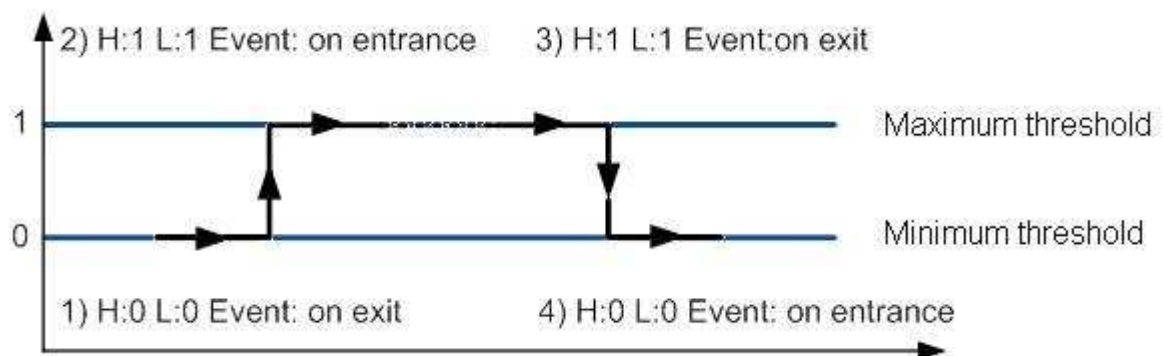 2) H:1 L:1 Event: on entrance
3) H:1 L:1 Event:on exit
1
Maximum threshold
0
Minimum threshold
1) H:0 L:0 Event: on exit
4) H:0 L:0 Event: on entrance